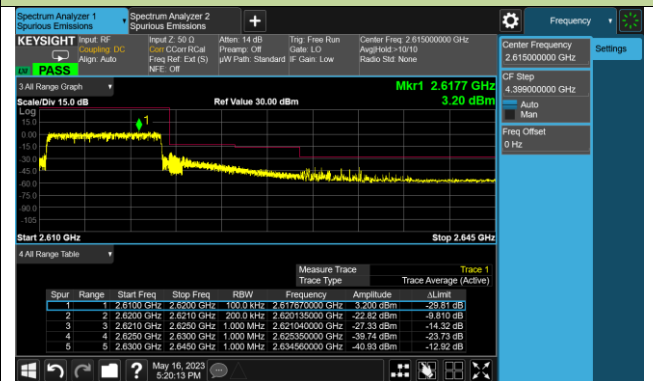 Spectrum Analyzer 1
Spurious Emissions
Spectrum Analyzer 2
Spurious Emissions
Frequency
KEYSIGHT
Input: RF
Coupling: DC
Align: Auto
Input Z: 50 Ω
Corr CCorr RCal
Freq Ref: Ext (S)
NFE: Off
Atten: 14 dB
Preamp: Off
µW Path: Standard
Trig: Free Run
Gate: LO
IF Gain: Low
Center Freq: 2.615000000 GHz
Avg|Hold:>10/10
Radio Std: None
LXI PASS
Center Frequency
2.615000000 GHz
Settings
CF Step
4.399000000 GHz
Auto
Man
Freq Offset
0 Hz
3 All Range Graph
Mkr1 2.6177 GHz
Scale/Div 15.0 dB
Ref Value 30.00 dBm
3.20 dBm
Log
15.0
0.00
-15.0
-30.0
-45.0
-60.0
-75.0
-90.0
-105
1
Start 2.610 GHz
Stop 2.645 GHz
4 All Range Table
Measure Trace Trace 1
Trace Type Trace Average (Active)
Spur Range Start Freq Stop Freq RBW Frequency Amplitude ΔLimit
1 1 2.6100 GHz 2.6200 GHz 100.0 kHz 2.617670000 GHz 3.200 dBm -29.81 dB
2 2 2.6200 GHz 2.6210 GHz 200.0 kHz 2.620135000 GHz -22.82 dBm -9.810 dB
3 3 2.6210 GHz 2.6250 GHz 1.000 MHz 2.621040000 GHz -27.33 dBm -14.32 dB
4 4 2.6250 GHz 2.6300 GHz 1.000 MHz 2.625350000 GHz -39.74 dBm -23.73 dB
5 5 2.6300 GHz 2.6450 GHz 1.000 MHz 2.634560000 GHz -40.93 dBm -12.92 dB
May 16, 2023
5:20:13 PM